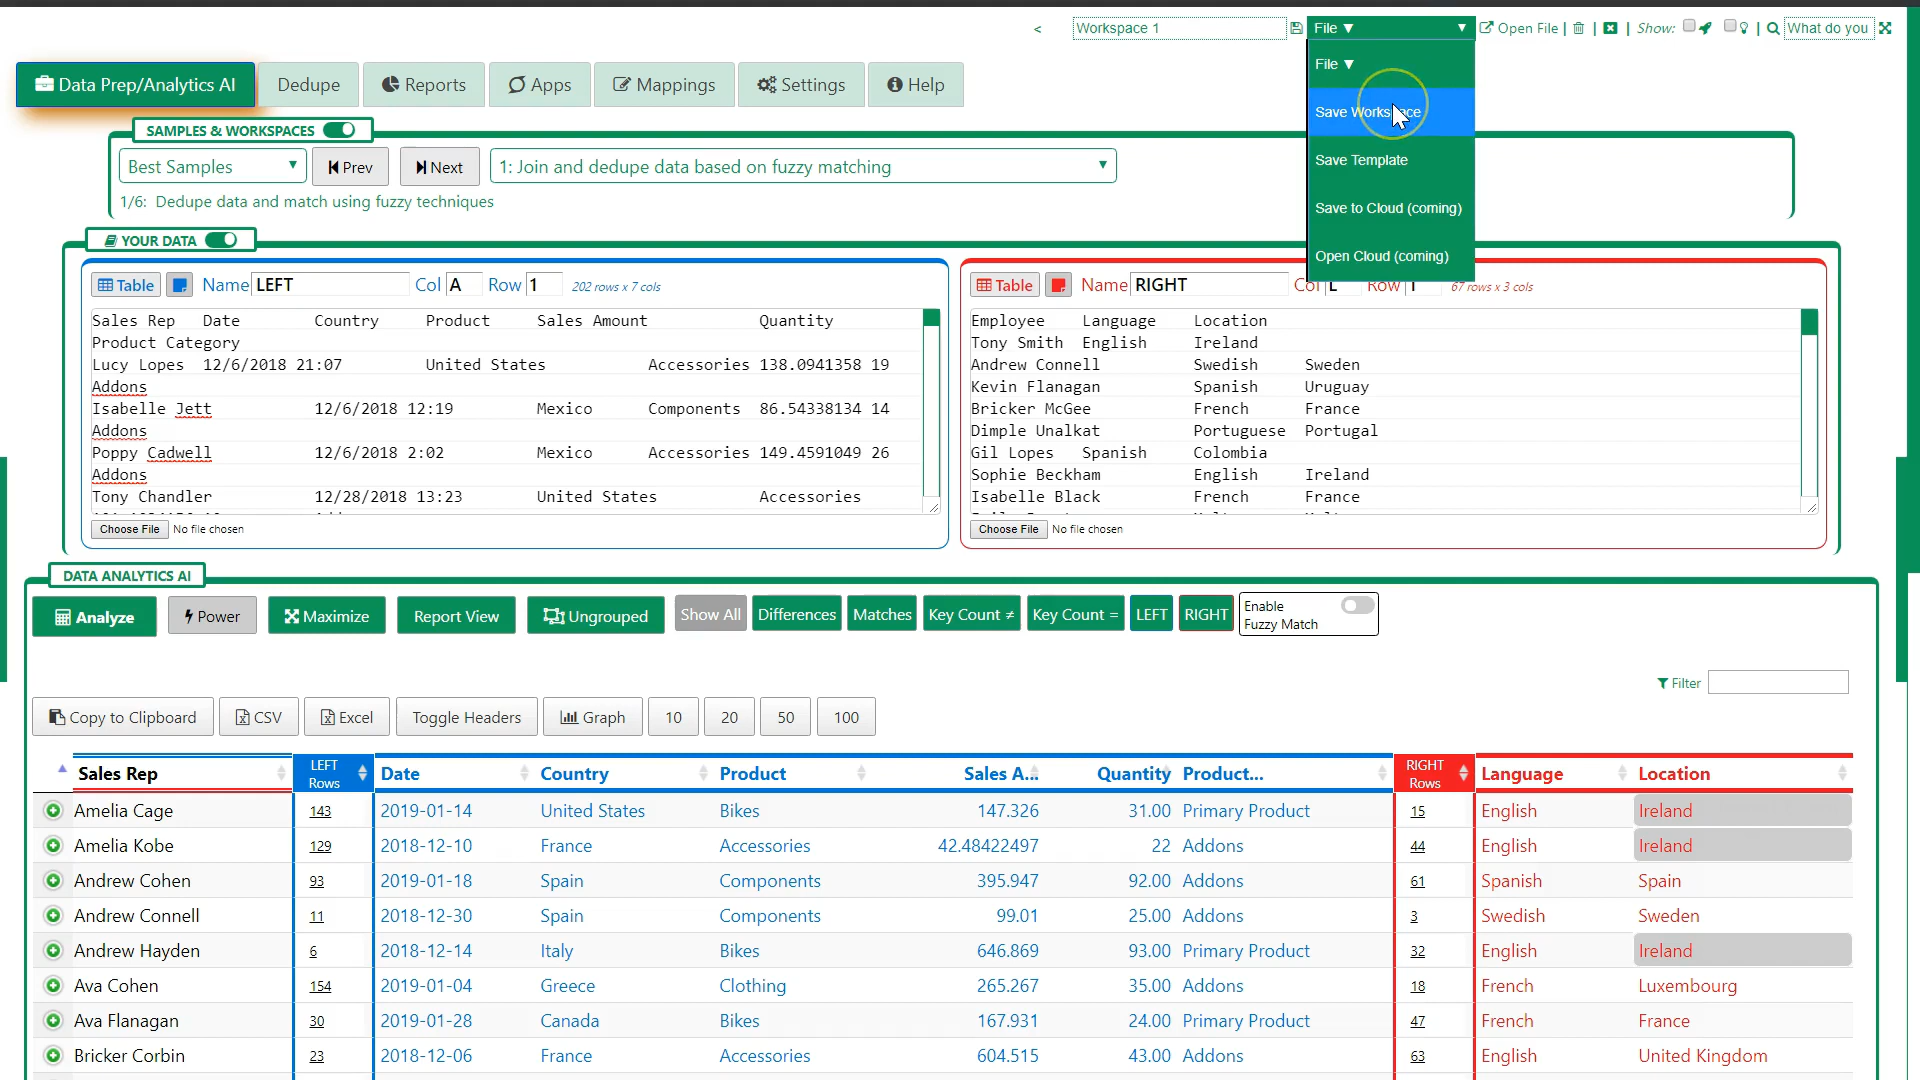 < Workspace 1 File ▼ ▼ Open File | | | Show: | What do you
File ▼
Save Workspace
Save Template
Save to Cloud (coming)
Open Cloud (coming)
Data Prep/Analytics AI Dedupe Reports Apps Mappings Settings Help
SAMPLES & WORKSPACES
Best Samples Prev Next 1: Join and dedupe data based on fuzzy matching
1/6: Dedupe data and match using fuzzy techniques
YOUR DATA
Table Name LEFT Col A Row 1 202 rows x 7 cols
Sales Rep Date Country Product Sales Amount Quantity
Product Category
Lucy Lopes 12/6/2018 21:07 United States Accessories 138.0941358 19
Addons
Isabelle Jett 12/6/2018 12:19 Mexico Components 86.54338134 14
Addons
Poppy Cadwell 12/6/2018 2:02 Mexico Accessories 149.4591049 26
Addons
Tony Chandler 12/28/2018 13:23 United States Accessories
Choose File No file chosen
Table Name RIGHT Col L Row 1 67 rows x 3 cols
Employee Language Location
Tony Smith English Ireland
Andrew Connell Swedish Sweden
Kevin Flanagan Spanish Uruguay
Bricker McGee French France
Dimple Unalkat Portuguese Portugal
Gil Lopes Spanish Colombia
Sophie Beckham English Ireland
Isabelle Black French France
Choose File No file chosen
DATA ANALYTICS AI
Analyze Power Maximize Report View Ungrouped Show All Differences Matches Key Count ≠ Key Count = LEFT RIGHT Enable
Fuzzy Match
Filter
Copy to Clipboard CSV Excel Toggle Headers Graph 10 20 50 100
Sales Rep LEFT Rows Date Country Product Sales A... Quantity Product... RIGHT Rows Language Location
Amelia Cage 143 2019-01-14 United States Bikes 147.326 31.00 Primary Product 15 English Ireland
Amelia Kobe 129 2018-12-10 France Accessories 42.48422497 22 Addons 44 English Ireland
Andrew Cohen 93 2019-01-18 Spain Components 395.947 92.00 Addons 61 Spanish Spain
Andrew Connell 11 2018-12-30 Spain Components 99.01 25.00 Addons 3 Swedish Sweden
Andrew Hayden 6 2018-12-14 Italy Bikes 646.869 93.00 Primary Product 32 English Ireland
Ava Cohen 154 2019-01-04 Greece Clothing 265.267 35.00 Addons 18 French Luxembourg
Ava Flanagan 30 2019-01-28 Canada Bikes 167.931 24.00 Primary Product 47 French France
Bricker Corbin 23 2018-12-06 France Accessories 604.515 43.00 Addons 63 English United Kingdom